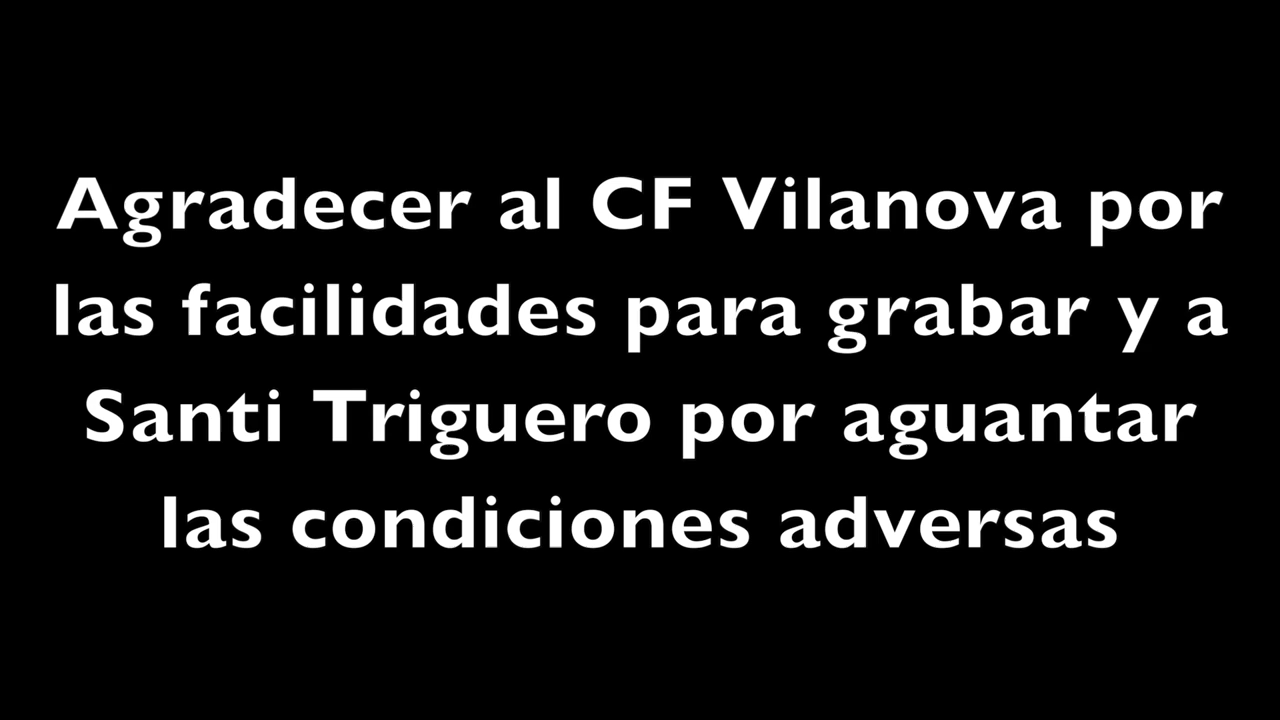 Agradecer al CF Vilanova por
las facilidades para grabar y a
Santi Triguero por aguantar
las condiciones adversas